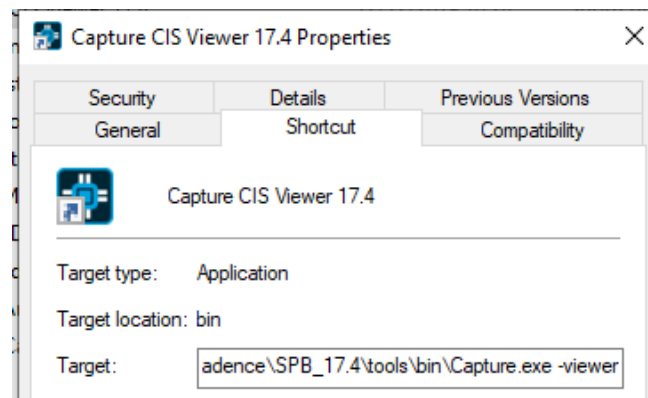 Capture CIS Viewer 17.4 Properties
Security Details Previous Versions
General Shortcut Compatibility
Capture CIS Viewer 17.4
Target type: Application
Target location: bin
Target: adence\SPB_17.4\tools\bin\Capture.exe -viewer